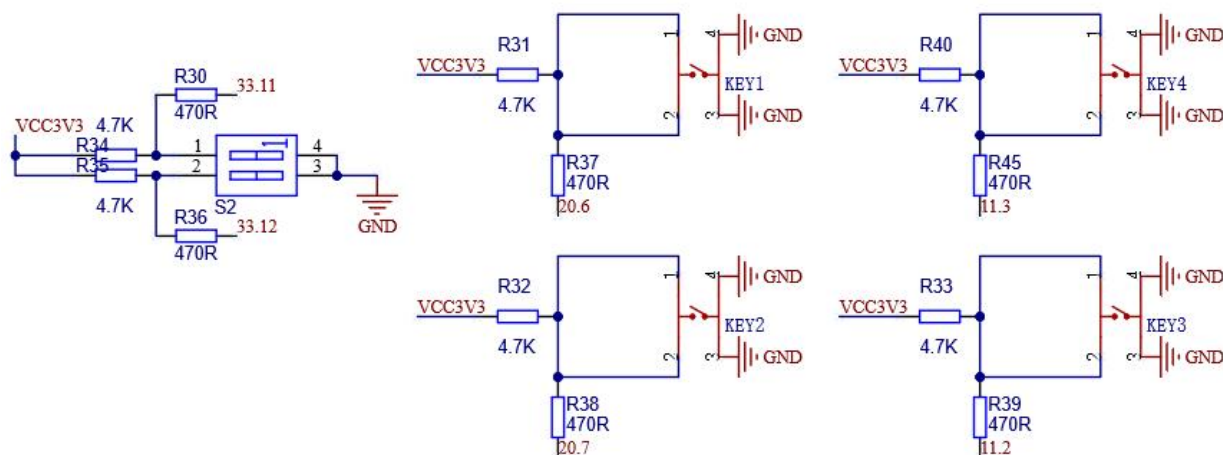 R30
33.11
470R
VCC3V3
4.7K
R34
R35
4.7K
1
2
1
4
3
S2
GND
R36
33.12
470R
R31
VCC3V3
4.7K
1
2
4
GND
KEY1
3
GND
R37
470R
20.6
R40
VCC3V3
4.7K
1
2
4
GND
KEY4
3
GND
R45
470R
11.3
R32
VCC3V3
4.7K
1
2
4
GND
KEY2
3
GND
R38
470R
20.7
R33
VCC3V3
4.7K
1
2
4
GND
KEY3
3
GND
R39
470R
11.2